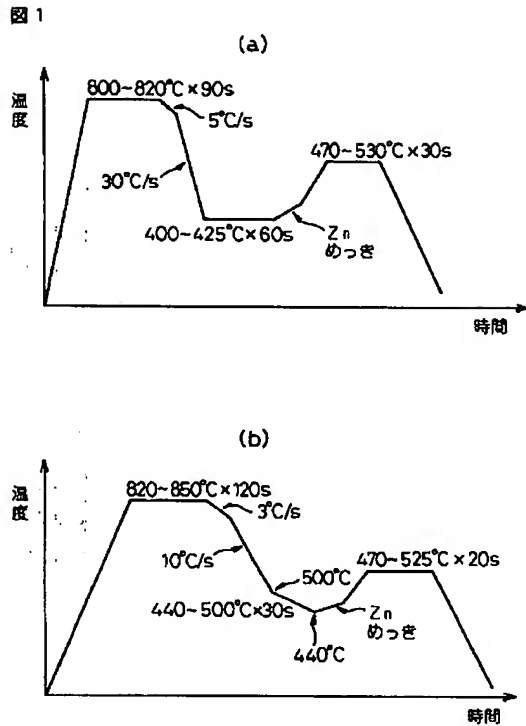 図1
(a)
温度
800~820℃×90s
5℃/s
30℃/s
400~425℃×60s
470~530℃×30s
Zn
めっき
時間
(b)
温度
820~850℃×120s
3℃/s
10℃/s
500℃
440~500℃×30s
440℃
470~525℃×20s
Zn
めっき
時間